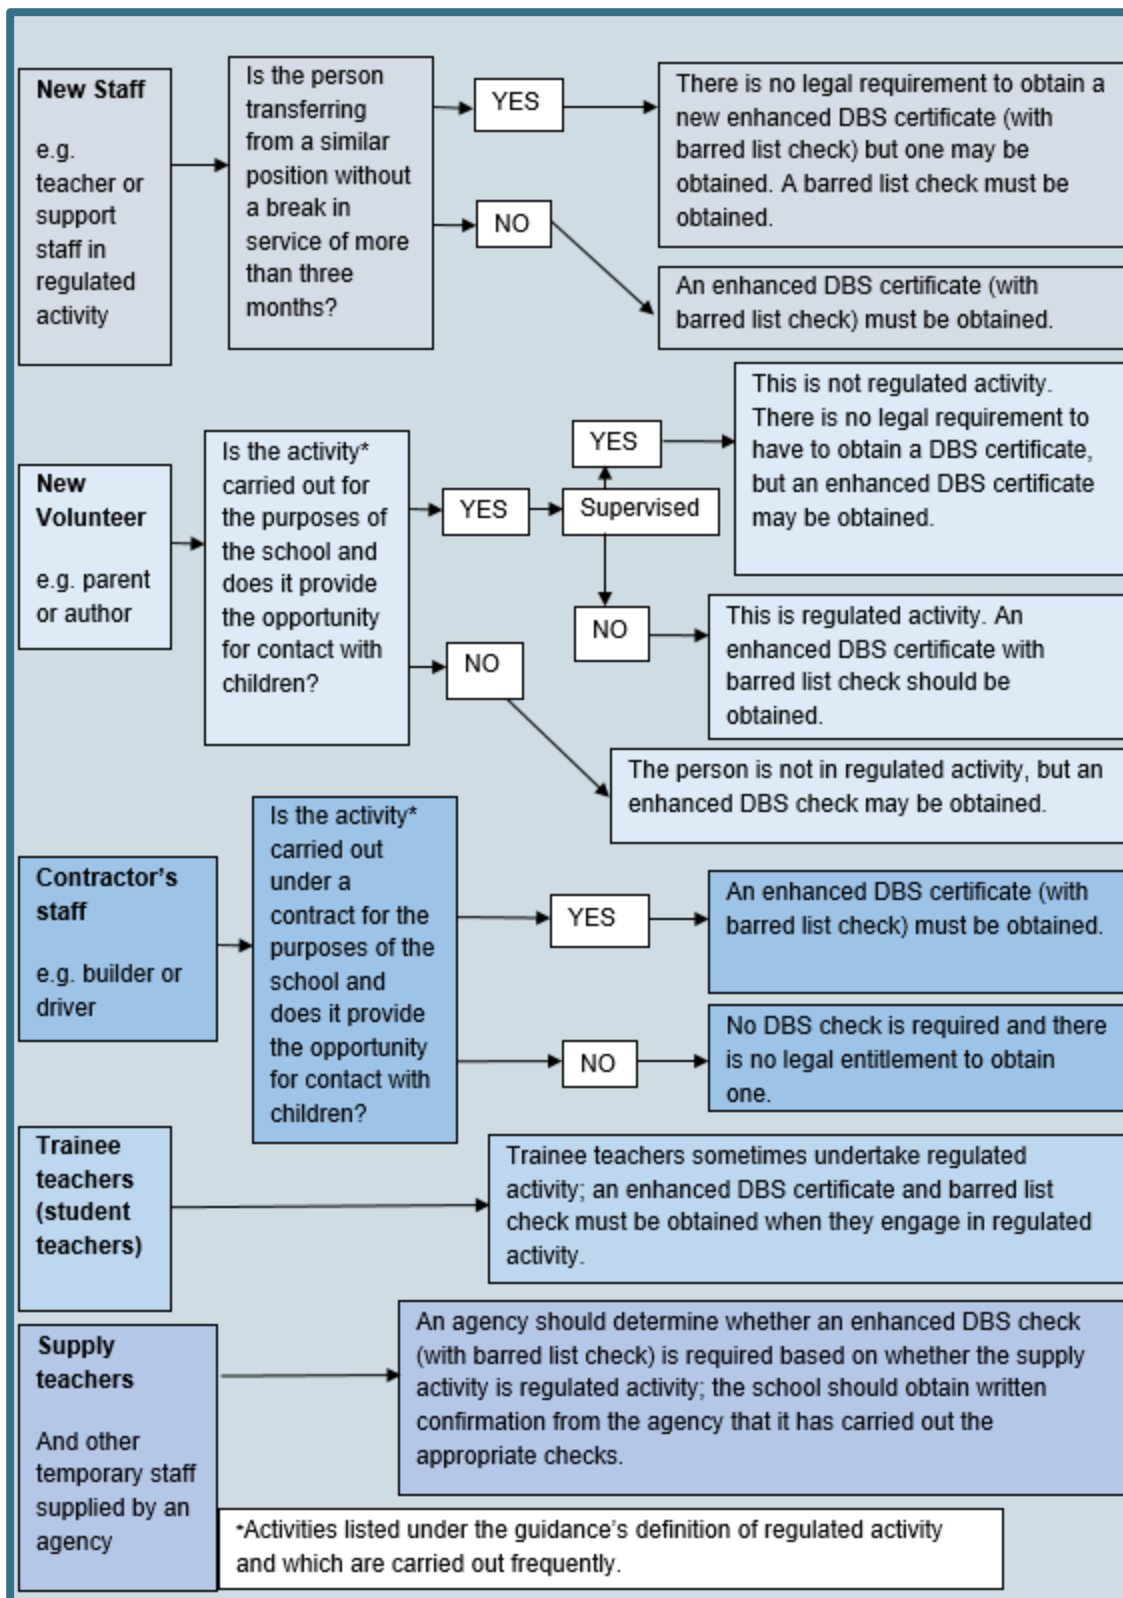 New Staff
e.g.
teacher or
support
staff in
regulated
activity
Is the person
transferring
from a similar
position without
a break in
service of more
than three
months?
YES
There is no legal requirement to obtain a
new enhanced DBS certificate (with
barred list check) but one may be
obtained. A barred list check must be
obtained.
NO
An enhanced DBS certificate (with
barred list check) must be obtained.
New
Volunteer
e.g. parent
or author
Is the activity*
carried out for
the purposes of
the school and
does it provide
the opportunity
for contact with
children?
YES
Supervised
YES
This is not regulated activity.
There is no legal requirement to
have to obtain a DBS certificate,
but an enhanced DBS certificate
may be obtained.
NO
This is regulated activity. An
enhanced DBS certificate with
barred list check should be
obtained.
NO
The person is not in regulated activity, but an
enhanced DBS check may be obtained.
Contractor's
staff
e.g. builder or
driver
Is the activity*
carried out
under a
contract for the
purposes of the
school and
does it provide
the opportunity
for contact with
children?
YES
An enhanced DBS certificate (with
barred list check) must be obtained.
NO
No DBS check is required and there
is no legal entitlement to obtain
one.
Trainee
teachers
(student
teachers)
Trainee teachers sometimes undertake regulated
activity; an enhanced DBS certificate and barred list
check must be obtained when they engage in regulated
activity.
Supply
teachers
And other
temporary staff
supplied by an
agency
An agency should determine whether an enhanced DBS check
(with barred list check) is required based on whether the supply
activity is regulated activity; the school should obtain written
confirmation from the agency that it has carried out the
appropriate checks.
*Activities listed under the guidance's definition of regulated activity
and which are carried out frequently.